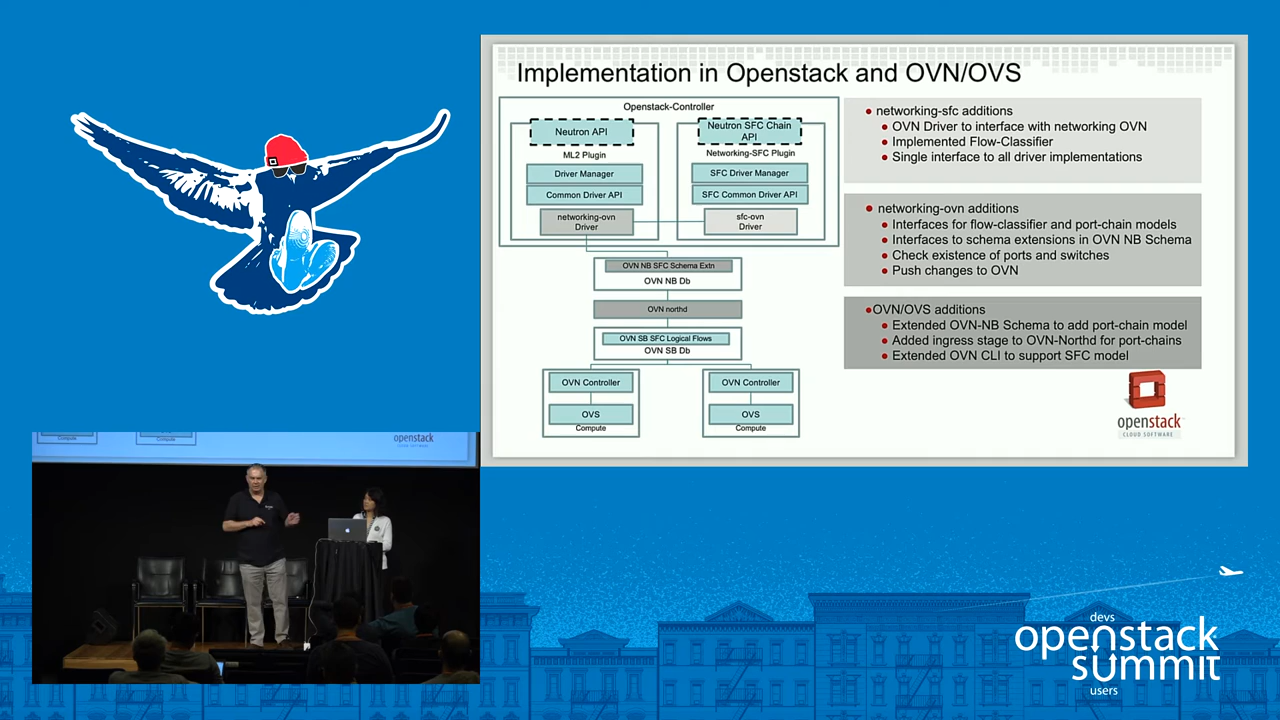 Implementation in Openstack and OVN/OVS
Openstack-Controller
Neutron API
ML2 Plugin
Driver Manager
Common Driver API
networking-ovn
Driver
Neutron SFC Chain
API
Networking-SFC Plugin
SFC Driver Manager
SFC Common Driver API
sfc-ovn
Driver
OVN NB SFC Schema Extn
OVN NB Db
OVN northd
OVN SB SFC Logical Flows
OVN SB Db
OVN Controller
OVS
Compute
OVN Controller
OVS
Compute
networking-sfc additions
OVN Driver to interface with networking OVN
Implemented Flow-Classifier
Single interface to all driver implementations
networking-ovn additions
Interfaces for flow-classifier and port-chain models
Interfaces to schema extensions in OVN NB Schema
Check existence of ports and switches
Push changes to OVN
OVN/OVS additions
Extended OVN-NB Schema to add port-chain model
Added ingress stage to OVN-Northd for port-chains
Extended OVN CLI to support SFC model
openstack
CLOUD SOFTWARE
Compute
Compute
openstack
CLOUD SOFTWARE
devs
openstack
summit
users